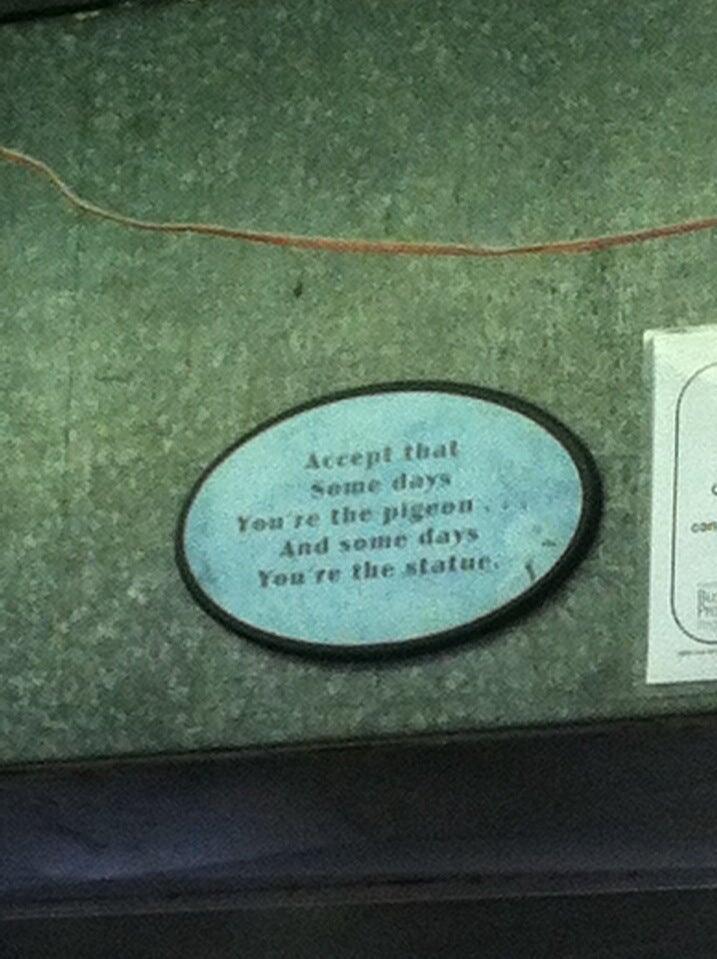 Accept that
Some days
You're the pigeon . . .
And some days
You're the statue.